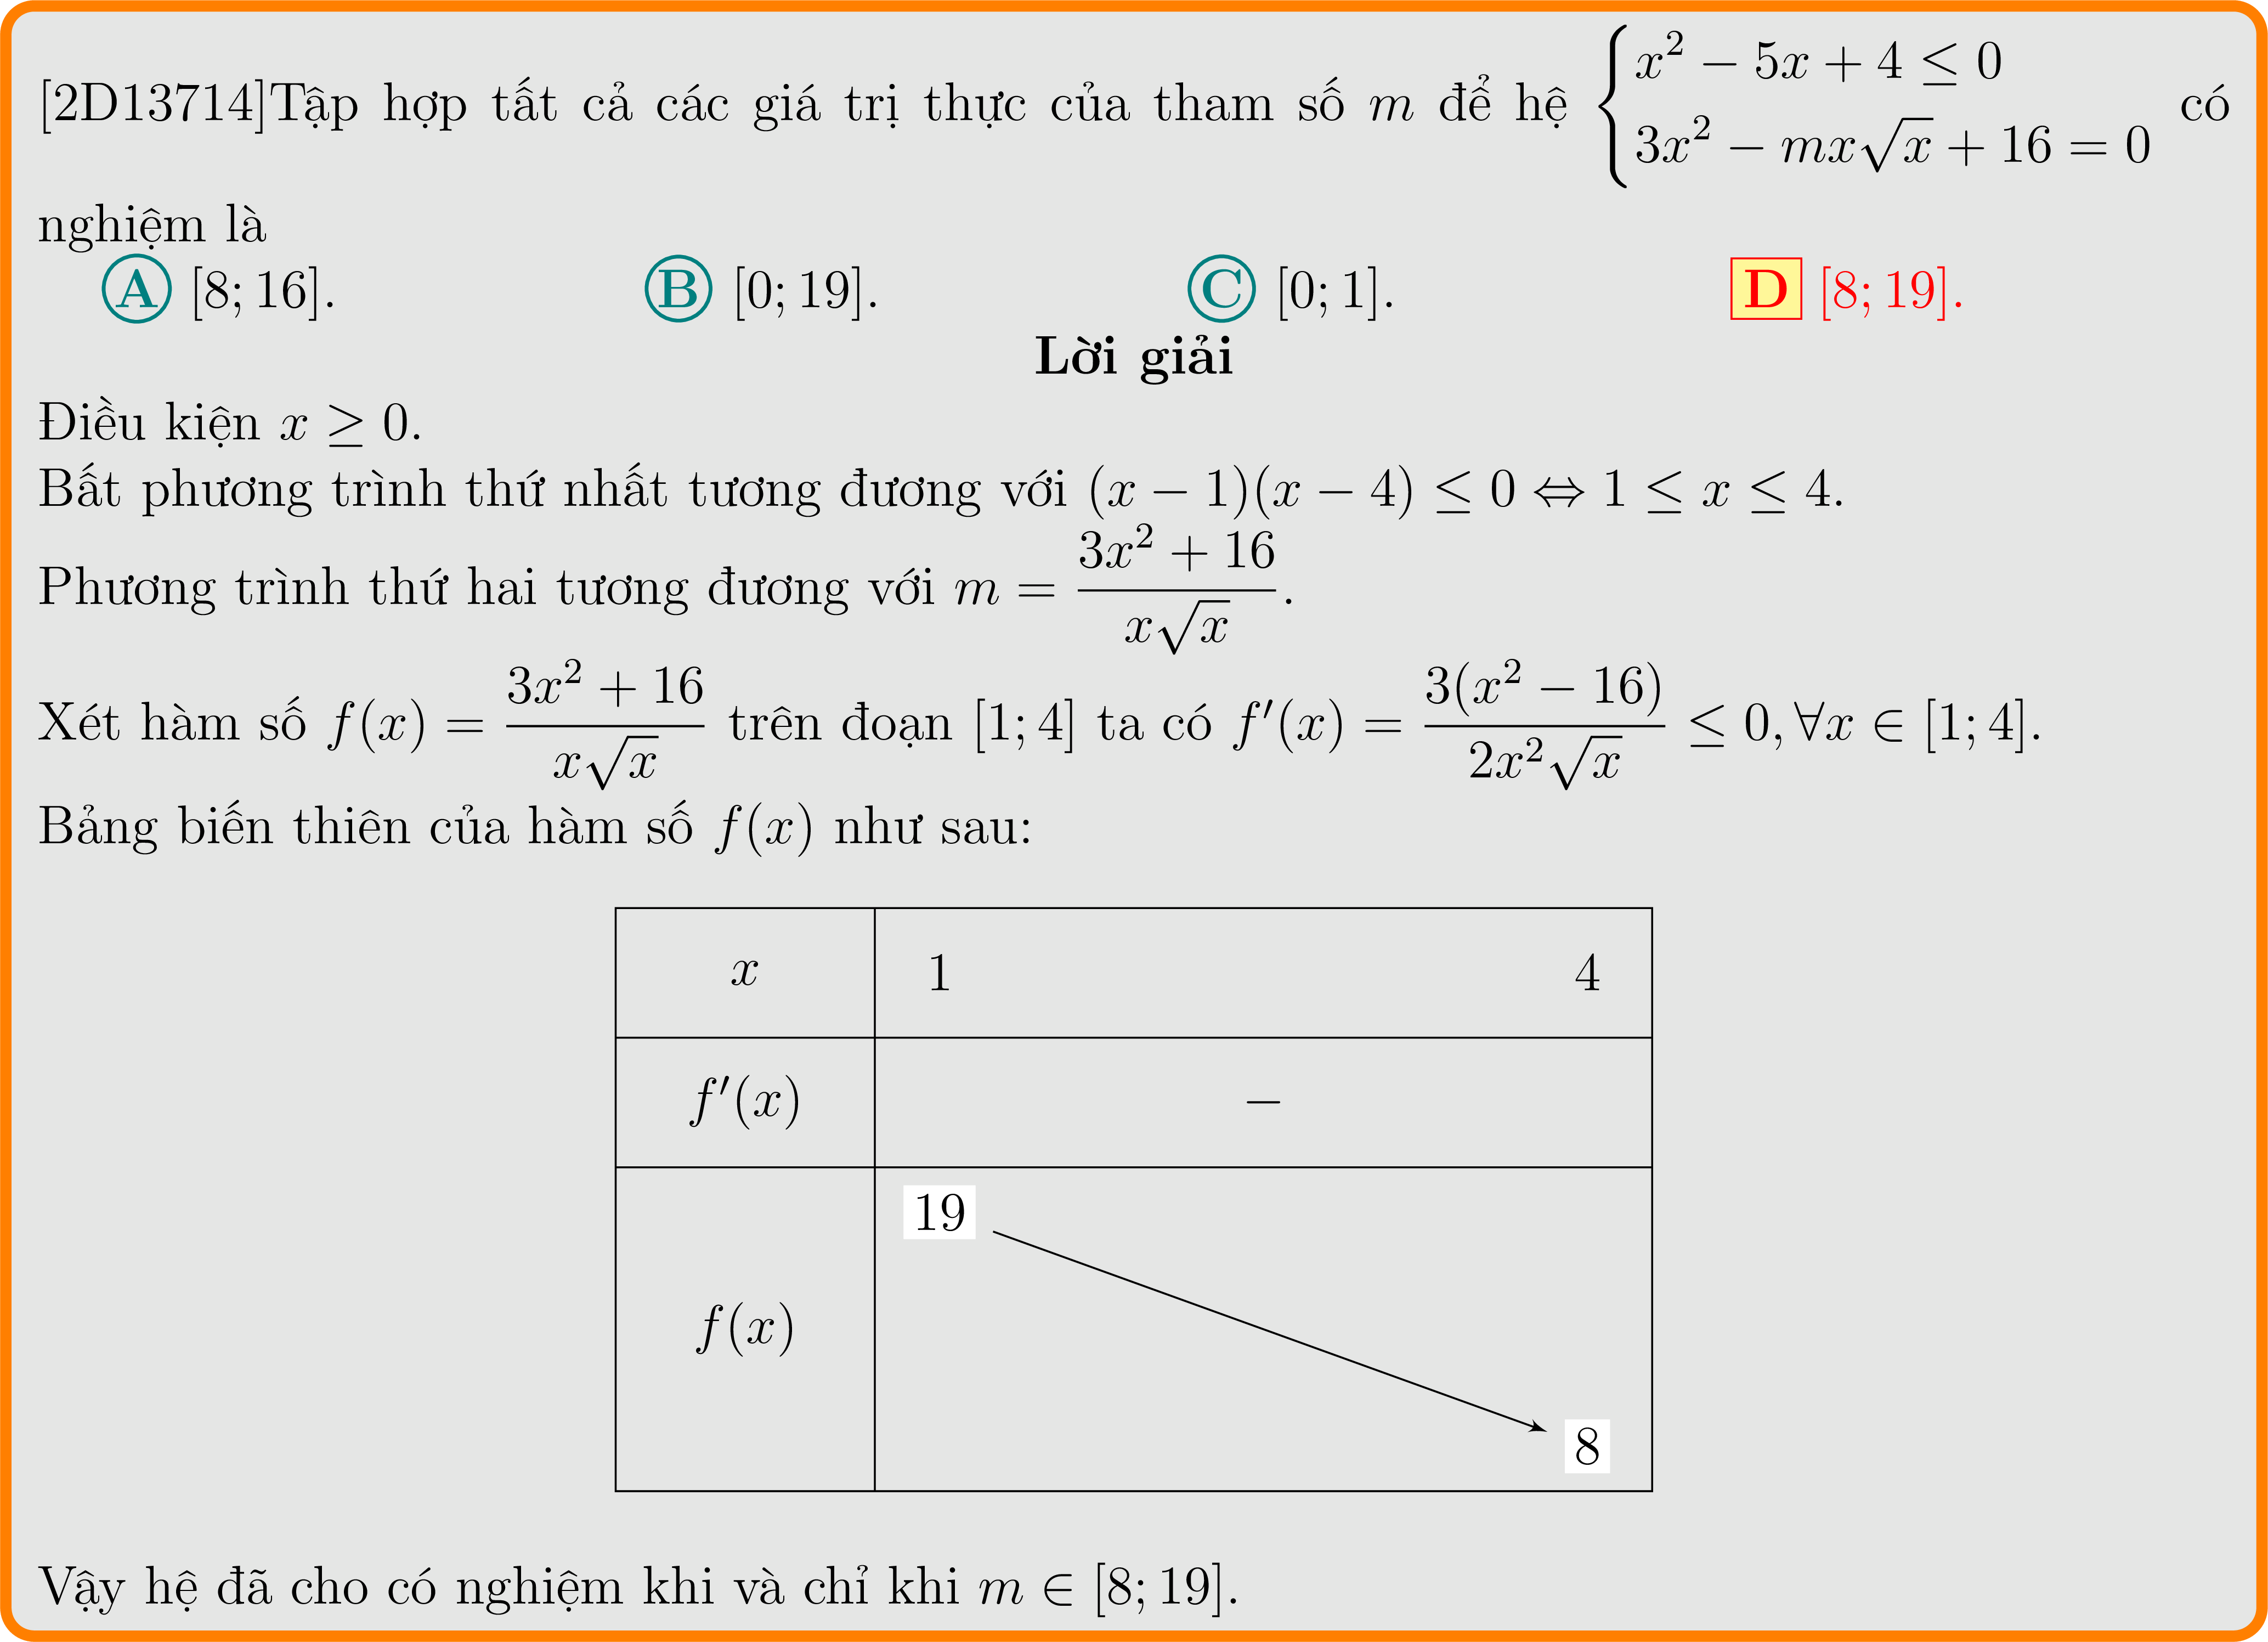 [2D13714]Tập hợp tất cả các giá trị thực của tham số $m$ để hệ $\begin{cases} x^2 - 5x + 4 \leq 0 \\ 3x^2 - mx\sqrt{x} + 16 = 0 \end{cases}$ có
nghiệm là
A [8; 16]. B [0; 19]. C [0; 1]. D [8; 19].
Lời giải
Điều kiện $x \geq 0$.
Bất phương trình thứ nhất tương đương với $(x - 1)(x - 4) \leq 0 \Leftrightarrow 1 \leq x \leq 4$.
Phương trình thứ hai tương đương với $m = \dfrac{3x^2 + 16}{x\sqrt{x}}$.
Xét hàm số $f(x) = \dfrac{3x^2 + 16}{x\sqrt{x}}$ trên đoạn $[1; 4]$ ta có $f'(x) = \dfrac{3(x^2 - 16)}{2x^2\sqrt{x}} \leq 0, \forall x \in [1; 4]$.
Bảng biến thiên của hàm số $f(x)$ như sau:
$x$ 1 4
$f'(x)$ −
19
$f(x)$
8
Vậy hệ đã cho có nghiệm khi và chỉ khi $m \in [8; 19]$.